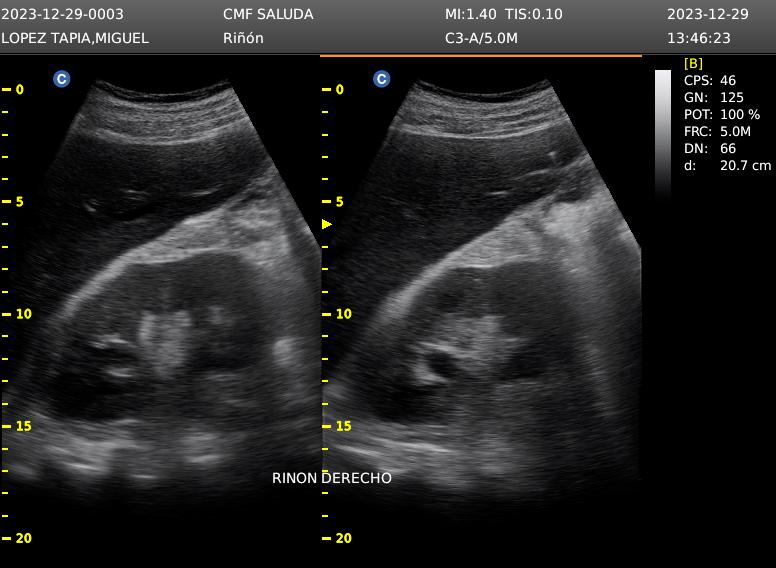 2023-12-29-0003 CMF SALUDA MI:1.40 TIS:0.10 2023-12-29
LOPEZ TAPIA,MIGUEL Riñón C3-A/5.0M 13:46:23
[B]
C C
CPS: 46
0 0
GN: 125
POT: 100 %
FRC: 5.0M
DN: 66
d: 20.7 cm
5 5
10 10
15 15
RINON DERECHO
20 20